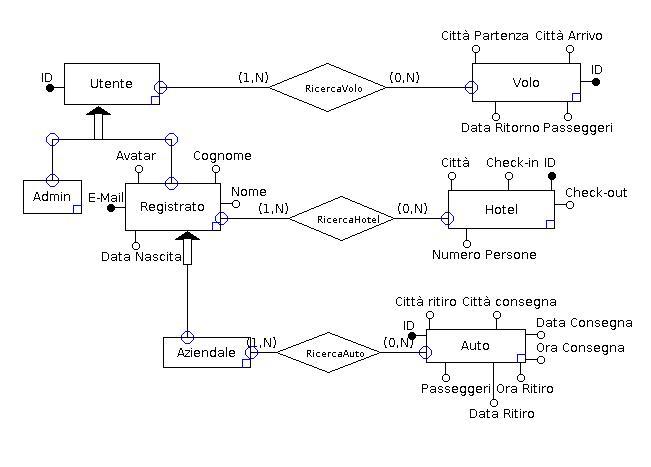 Città Partenza Città Arrivo
ID
Utente
(1,N)
RicercaVolo
(0,N)
Volo
ID
Data Ritorno Passeggeri
Avatar
Cognome
Città
Check-in ID
Admin
E-Mail
Registrato
Nome
(1,N)
RicercaHotel
(0,N)
Hotel
Check-out
Data Nascita
Numero Persone
Città ritiro Città consegna
ID
Data Consegna
Aziendale
(1,N)
RicercaAuto
(0,N)
Auto
Ora Consegna
Passeggeri Ora Ritiro
Data Ritiro